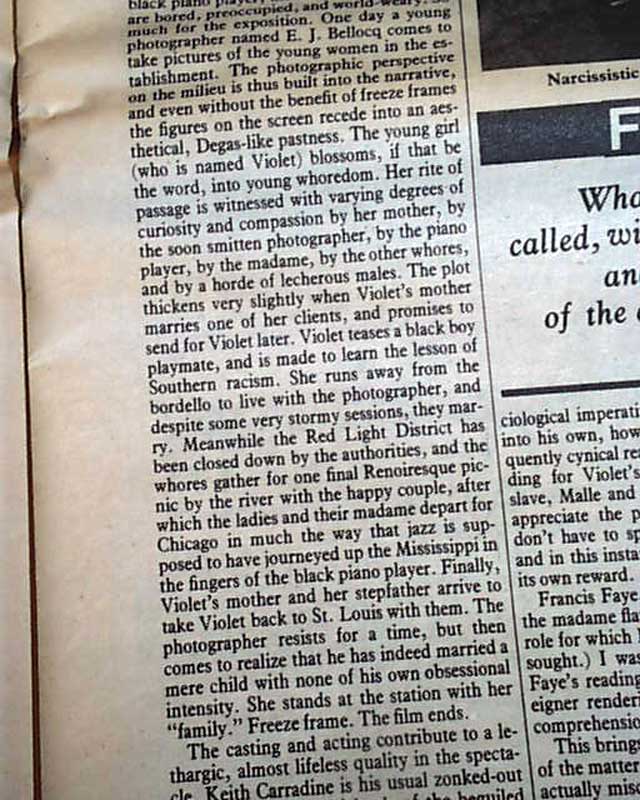 black piano player,
are bored, preoccupied, and world-weary.
much for the exposition. One day a young
photographer named E. J. Bellocq comes to
take pictures of the young women in the es-
tablishment. The photographic perspective
on the milieu is thus built into the narrative,
and even without the benefit of freeze frames
the figures on the screen recede into an aes-
thetical, Degas-like pastness. The young girl
(who is named Violet) blossoms, if that be
the word, into young whoredom. Her rite of
passage is witnessed with varying degrees of
curiosity and compassion by her mother, by
the soon smitten photographer, by the piano
player, by the madame, by the other whores,
and by a horde of lecherous males. The plot
thickens very slightly when Violet's mother
marries one of her clients, and promises to
send for Violet later. Violet teases a black boy
playmate, and is made to learn the lesson of
Southern racism. She runs away from the
bordello to live with the photographer, and
despite some very stormy sessions, they mar-
ry. Meanwhile the Red Light District has
been closed down by the authorities, and the
whores gather for one final Renoiresque pic-
nic by the river with the happy couple, after
which the ladies and their madame depart for
Chicago in much the way that jazz is sup-
posed to have journeyed up the Mississippi in
the fingers of the black piano player. Finally,
Violet's mother and her stepfather arrive to
take Violet back to St. Louis with them. The
photographer resists for a time, but then
comes to realize that he has indeed married a
mere child with none of his own obsessional
intensity. She stands at the station with her
"family." Freeze frame. The film ends.
The casting and acting contribute to a le-
thargic, almost lifeless quality in the specta-
cle. Keith Carradine is his usual zonked-out
of the beguiled
Narcissistic
F
Wha
called, wi
an
of the
ciological imperati
into his own, how
quently cynical re
ding for Violet's
slave, Malle and
appreciate the p
don't have to sp
and in this insta
its own reward.
Francis Faye
the madame fla
role for which
sought.) I was
Faye's reading
eigner render
comprehensio
This bring
of the matter
actually mis